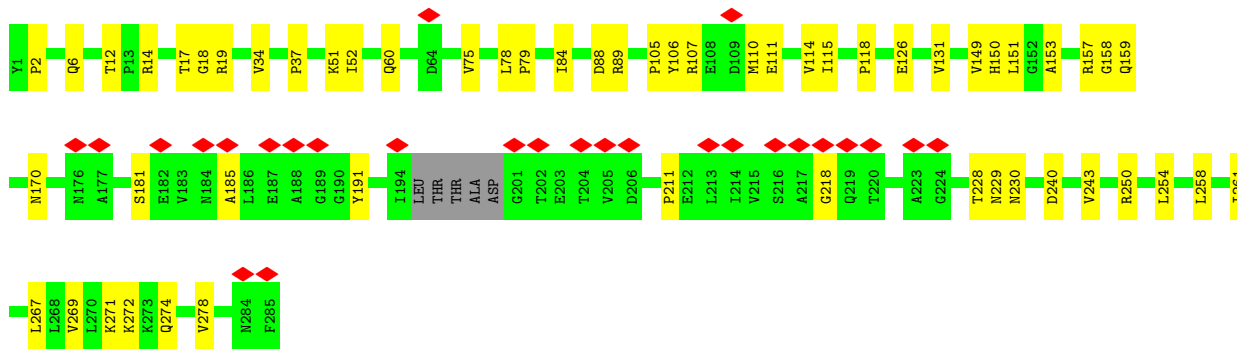 Y1 P2 Q6 T12 P13 R14 T17 G18 R19 V34 P37 K51 I52 Q60 D64 V75 L78 P79 I84 D88 R89 P105 Y106 R107 E108 D109 M110 E111 V114 I115 P118 E126 V131 V149 H150 L151 G152 A153 R157 G158 Q159
N170 N176 A177 S181 E182 V183 N184 A185 L186 E187 A188 G189 G190 Y191 I194 LEU THR THR ALA ASP G201 T202 E203 T204 V205 D206 P211 E212 L213 I214 V215 S216 A217 G218 Q219 T220 A223 G224 T228 N229 N230 D240 V243 R250 L254 L258
L267 L268 V269 L270 K271 K272 K273 Q274 V278 N284 F285